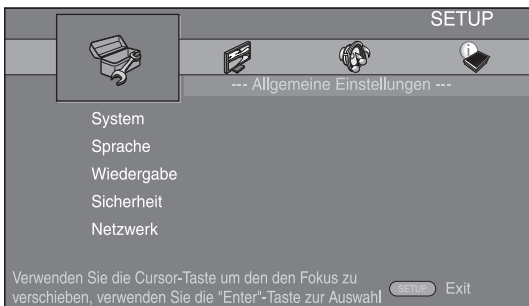 SETUP
--- Allgemeine Einstellungen ---
System
Sprache
Wiedergabe
Sicherheit
Netzwerk
Verwenden Sie die Cursor-Taste um den den Fokus zu
verschieben, verwenden Sie die "Enter"-Taste zur Auswahl
SETUP Exit